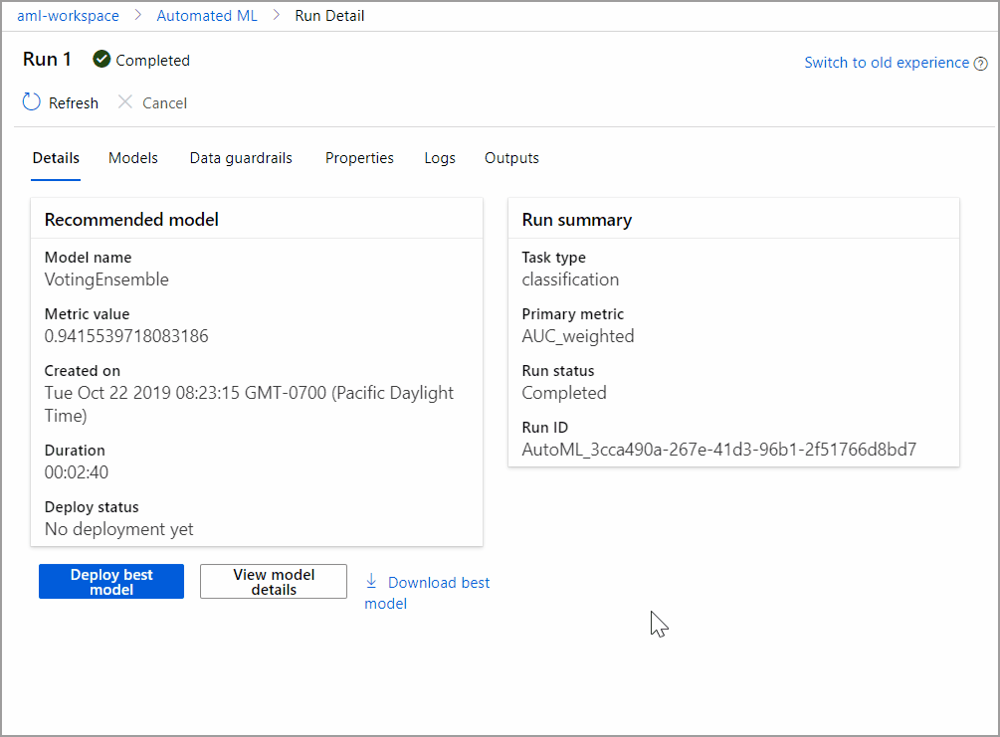 aml-workspace > Automated ML > Run Detail
Run 1 Completed
Switch to old experience ?
Refresh Cancel
Details Models Data guardrails Properties Logs Outputs
Recommended model
Model name
VotingEnsemble
Metric value
0.9415539718083186
Created on
Tue Oct 22 2019 08:23:15 GMT-0700 (Pacific Daylight
Time)
Duration
00:02:40
Deploy status
No deployment yet
Run summary
Task type
classification
Primary metric
AUC_weighted
Run status
Completed
Run ID
AutoML_3cca490a-267e-41d3-96b1-2f51766d8bd7
Deploy best
model
View model
details
Download best
model